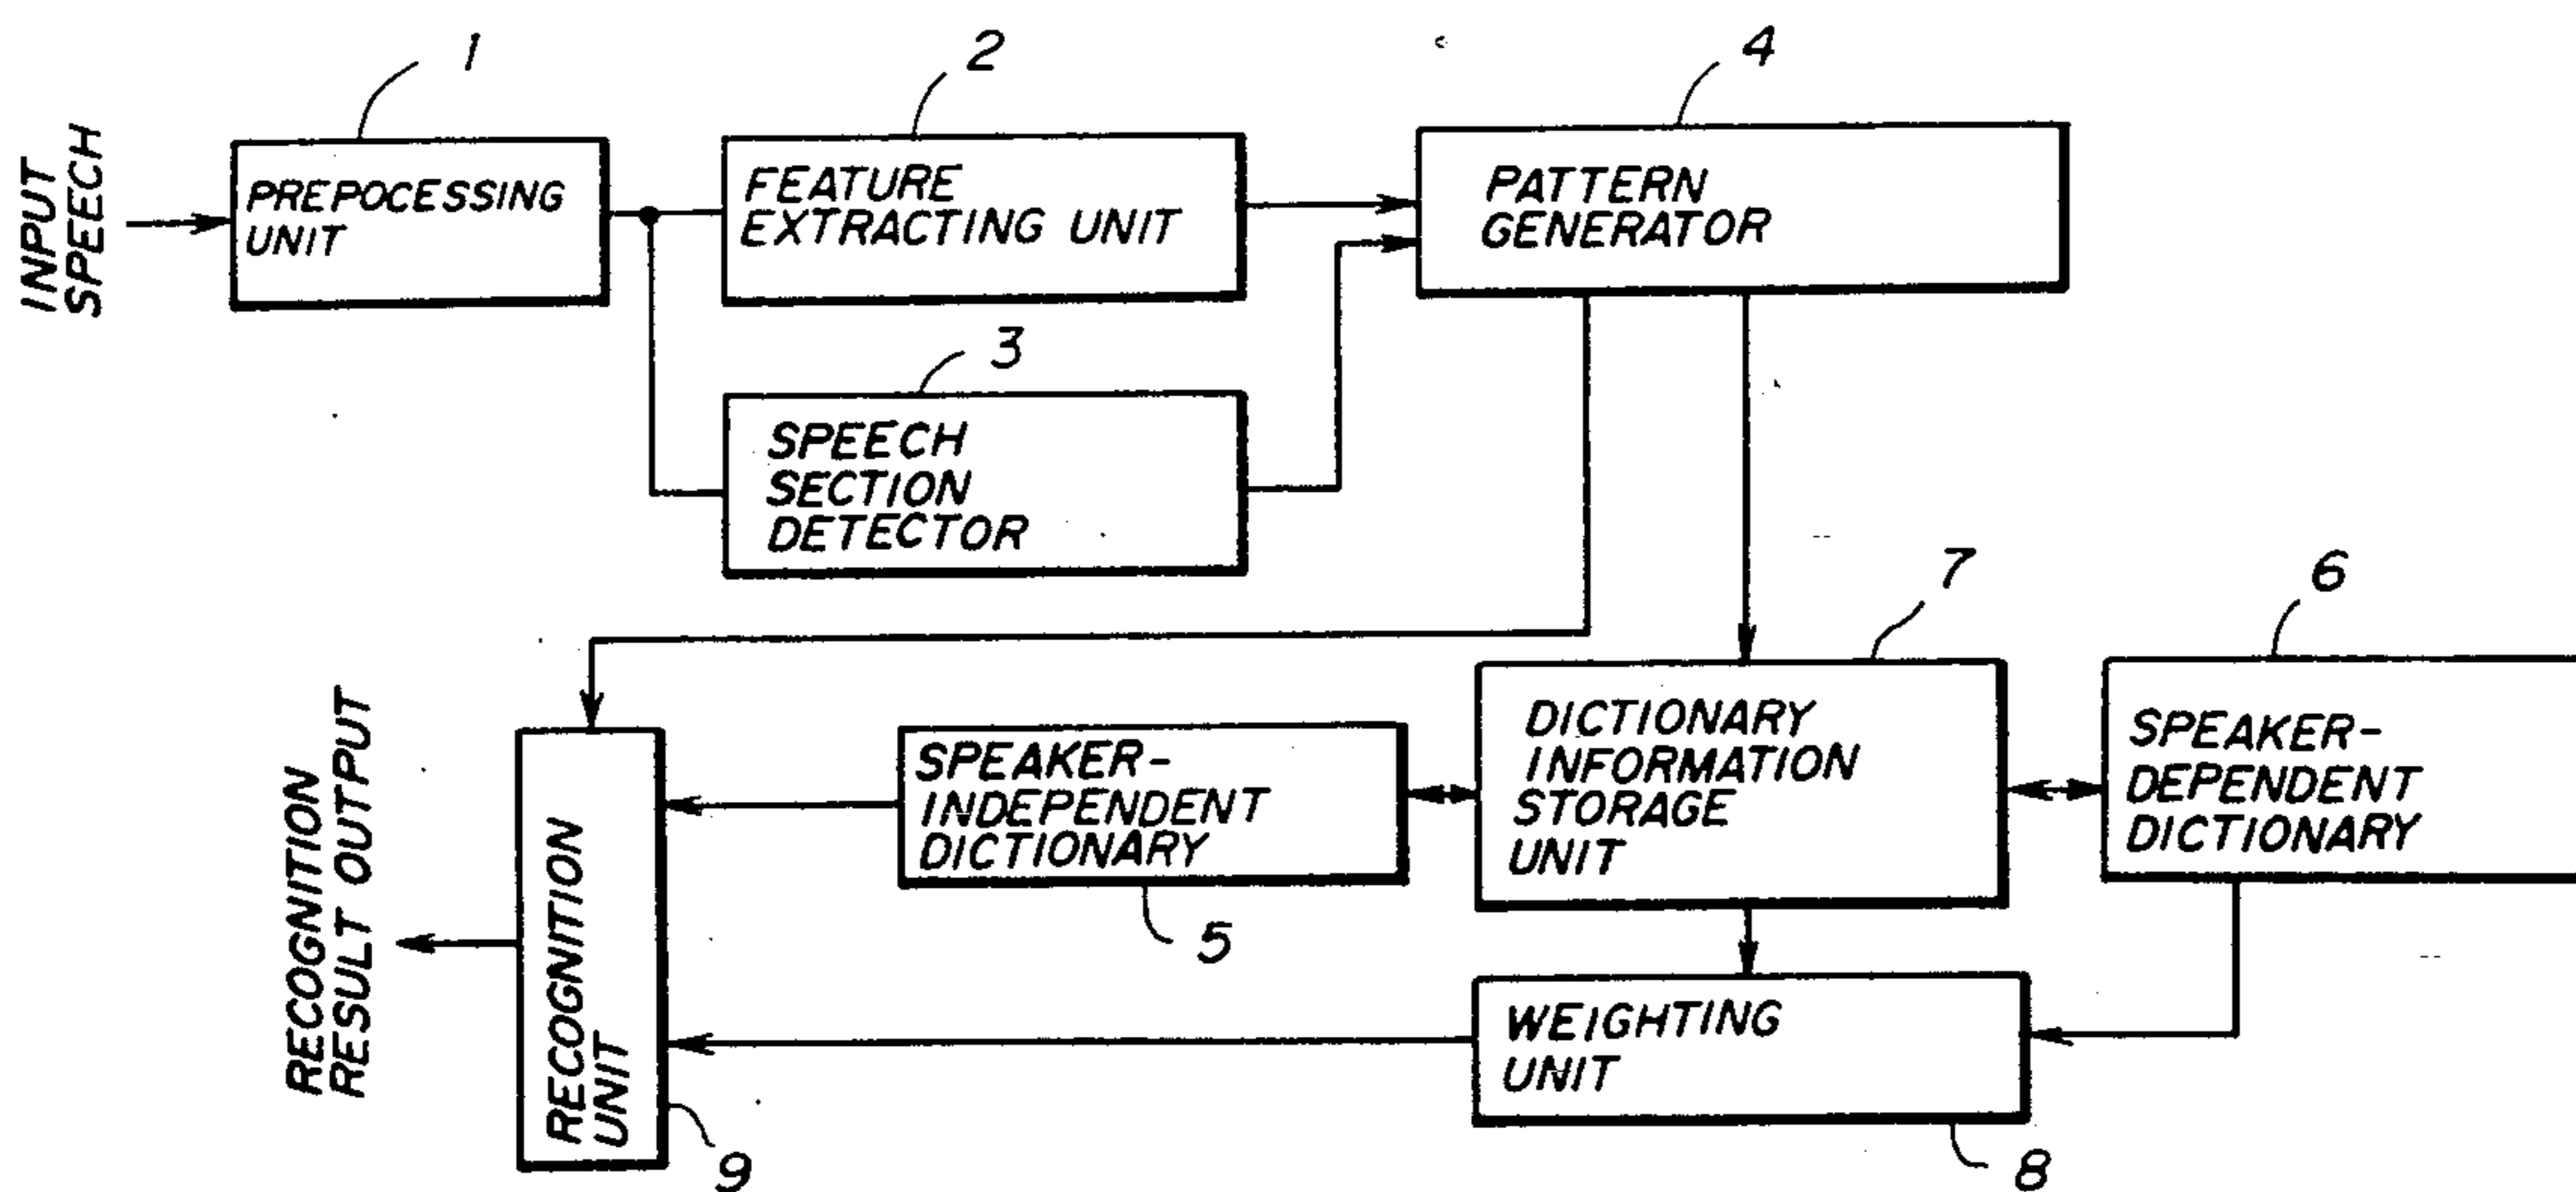 1
2
4
INPUT
SPEECH
PREPOCESSING
UNIT
FEATURE
EXTRACTING UNIT
PATTERN
GENERATOR
3
SPEECH
SECTION
DETECTOR
7
6
RECOGNITION
RESULT OUTPUT
RECOGNITION
UNIT
SPEAKER-
INDEPENDENT
DICTIONARY
DICTIONARY
INFORMATION
STORAGE
UNIT
SPEAKER-
DEPENDENT
DICTIONARY
5
WEIGHTING
UNIT
9
8